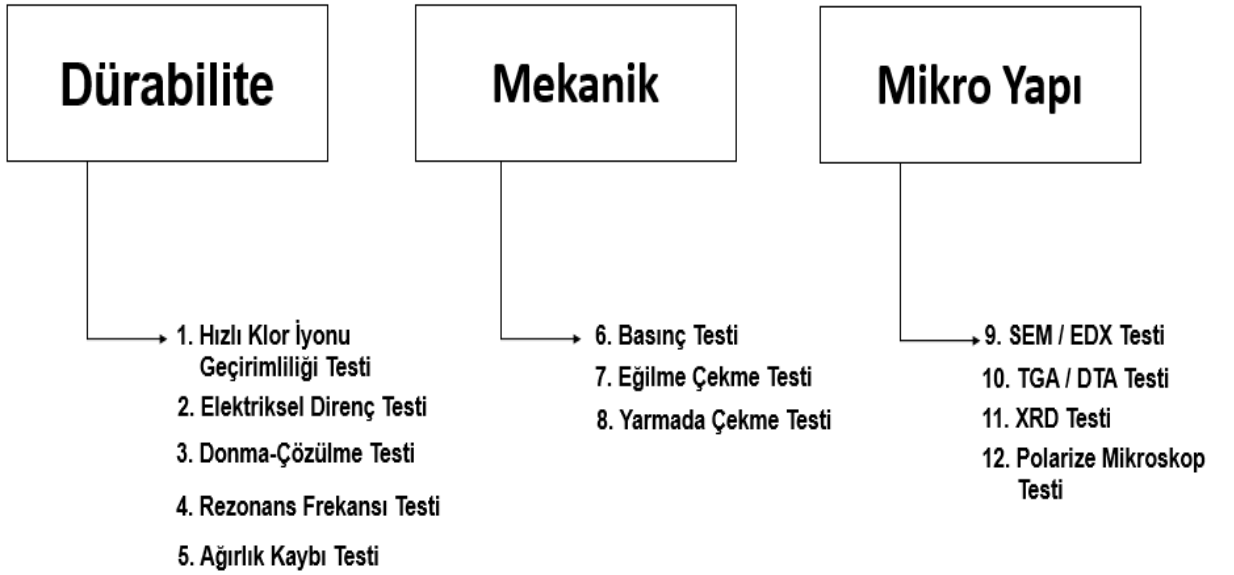 Dürabilite
1. Hızlı Klor İyonu
Geçirimliliği Testi
2. Elektriksel Direnç Testi
3. Donma-Çözülme Testi
4. Rezonans Frekansı Testi
5. Ağırlık Kaybı Testi
Mekanik
6. Basınç Testi
7. Eğilme Çekme Testi
8. Yarmada Çekme Testi
Mikro Yapı
9. SEM / EDX Testi
10. TGA / DTA Testi
11. XRD Testi
12. Polarize Mikroskop
Testi